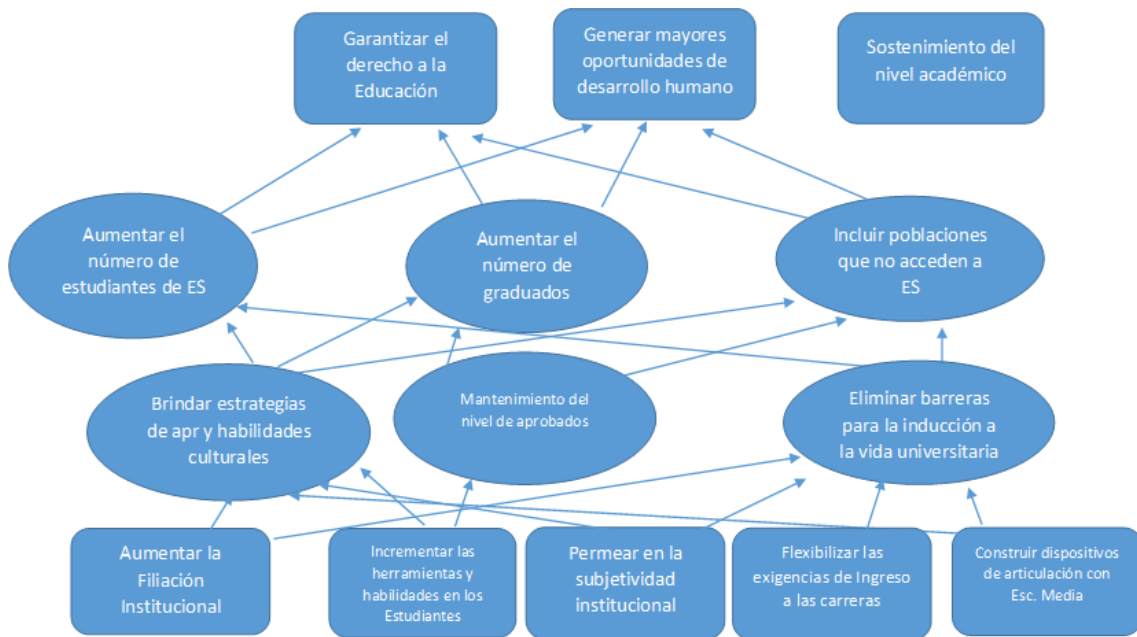 Garantizar el
derecho a la
Educación
Generar mayores
oportunidades de
desarrollo humano
Sostenimiento del
nivel académico
Aumentar el
número de
estudiantes de ES
Aumentar el
número de
graduados
Incluir poblaciones
que no acceden a
ES
Brindar estrategias
de apr y habilidades
culturales
Mantenimiento del
nivel de aprobados
Eliminar barreras
para la inducción a
la vida universitaria
Aumentar la
Filiación
Institucional
Incrementar las
herramientas y
habilidades en los
Estudiantes
Permear en la
subjetividad
institucional
Flexibilizar las
exigencias de Ingreso
a las carreras
Construir dispositivos
de articulación con
Esc. Media